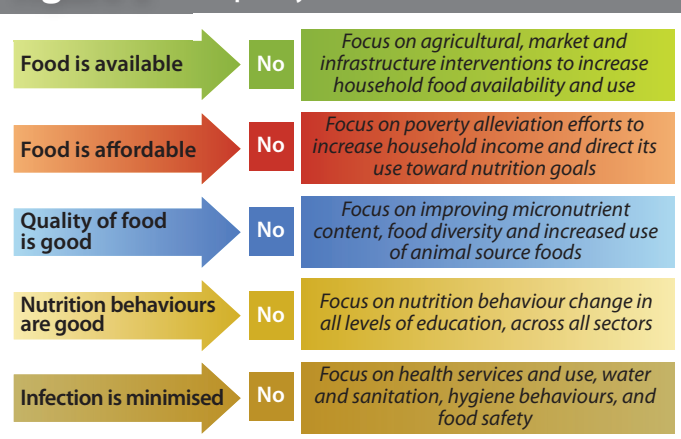 Food is available
No
Focus on agricultural, market and
infrastructure interventions to increase
household food availability and use
Food is affordable
No
Focus on poverty alleviation efforts to
increase household income and direct its
use toward nutrition goals
Quality of food
is good
No
Focus on improving micronutrient
content, food diversity and increased use
of animal source foods
Nutrition behaviours
are good
No
Focus on nutrition behaviour change in
all levels of education, across all sectors
Infection is minimised
No
Focus on health services and use, water
and sanitation, hygiene behaviours, and
food safety